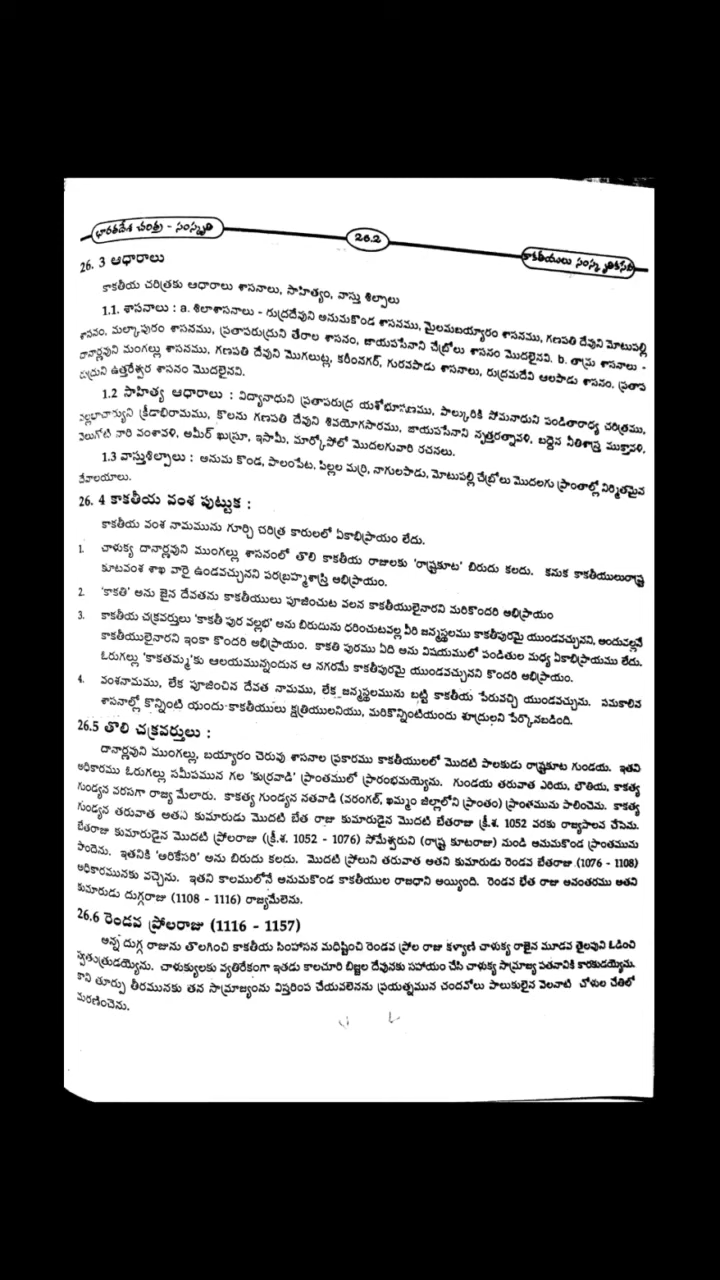 భారతదేశ చరిత్ర - సంస్కృతి
26.2
కాకతీయులు సంస్కృతికసేవ
26. 3 ఆధారాలు
కాకతీయ చరిత్రకు ఆధారాలు శాసనాలు, సాహిత్యం, వాస్తు శిల్పాలు
1.1. శాసనాలు : a. శిలాశాసనాలు - రుద్రదేవుని అనుమకొండ శాసనము, మైలమబయ్యారం శాసనము, గణపతి దేవుని మోటుపల్లి
శాసనం, మల్కాపురం శాసనము, ప్రతాపరుద్రుని తేరాల శాసనం, జాయపసేనాని చేబ్రోలు శాసనం మొదలైనవి. b. తామ్ర శాసనాలు -
దానార్ణవుని మంగల్లు శాసనము, గణపతి దేవుని మొగలుట్ల, కరీంనగర్, గురవపాడు శాసనాలు, రుద్రమదేవి ఆలపాడు శాసనం, ప్రతాప
రుద్రుని ఉత్తరేశ్వర శాసనం మొదలైనవి.
1.2 సాహిత్య ఆధారాలు : విద్యానాధుని ప్రతాపరుద్ర యశోభూషణము, పాల్కురికి సోమనాధుని పండితారాధ్య చరిత్రము,
వల్లభాచార్యుని క్రీడాభిరామము, కొలను గణపతి దేవుని శివయోగసారము, జాయపసేనాని నృత్తరత్నావళి, బద్దెన నీతిశాస్త్ర ముక్తావళి,
వెలుగోటి వారి వంశావళి, అమీర్ ఖుస్రూ, ఇసామీ, మార్కోపోలో మొదలగువారి రచనలు.
1.3 వాస్తుశిల్పాలు : అనుమ కొండ, పాలంపేట, పిల్లల మర్రి, నాగులపాడు, మోటుపల్లి చేబ్రోలు మొదలగు ప్రాంతాల్లో నిర్మితమైన
దేవాలయాలు.
26. 4 కాకతీయ వంశ పుట్టుక :
కాకతీయ వంశ నామమును గూర్చి చరిత్ర కారులలో ఏకాభిప్రాయం లేదు.
1. చాళుక్య దానార్ణవుని మంగల్లు శాసనంలో తొలి కాకతీయ రాజులకు 'రాష్ట్రకూట' బిరుదు కలదు. కనుక కాకతీయులురాష్ట్ర
కూటవంశ శాఖ వారై ఉండవచ్చునని పరబ్రహ్మశాస్త్రి అభిప్రాయం.
2. 'కాకతి' అను జైన దేవతను కాకతీయులు పూజించుట వలన కాకతీయులైనారని మరికొందరి అభిప్రాయం
3. కాకతీయ చక్రవర్తులు 'కాకతీ పుర వల్లభ' అను బిరుదును ధరించుటవల్ల వీరి జన్మస్థలము కాకతీపురమై యుండవచ్చునని, అందువల్లనే
కాకతీయులైనారని ఇంకా కొందరి అభిప్రాయం. కాకతి పురము ఏది అను విషయములో పండితుల మధ్య ఏకాభిప్రాయము లేదు.
ఓరుగల్లు 'కాకతమ్మ'కు ఆలయమున్నందున ఆ నగరమే కాకతీపురమై యుండవచ్చునని కొందరి అభిప్రాయం.
4. వంశనామము, లేక పూజించిన దేవత నామము, లేక జన్మస్థలమును బట్టి కాకతీయ పేరువచ్చి యుండవచ్చును. సమకాలిన
శాసనాల్లో కొన్నింటి యందు కాకతీయులు క్షత్రియులనియు, మరికొన్నింటియందు శూద్రులని పేర్కొనబడింది.
26.5 తొలి చక్రవర్తులు :
దానార్ణవుని ముంగల్లు, బయ్యారం చెరువు శాసనాల ప్రకారము కాకతీయులలో మొదటి పాలకుడు రాష్ట్రకూట గుండయ. ఇతని
అధికారము ఓరుగల్లు సమీపమున గల 'కుర్రవాడి' ప్రాంతములో ప్రారంభమయ్యెను. గుండయ తరువాత ఎరియ, భౌతియ, కాకత్య
గుండ్యన వరసగా రాజ్య మేలారు. కాకత్య గుండ్యన నతవాడి (వరంగల్, ఖమ్మం జిల్లాలోని ప్రాంతం) ప్రాంతమును పాలించెను. కాకత్య
గుండ్యన తరువాత అతని కుమారుడు మొదటి బేత రాజు కుమారుడైన మొదటి బేతరాజు క్రీ.శ. 1052 వరకు రాజ్యపాలన చేసెను.
బేతరాజు కుమారుడైన మొదటి ప్రోలరాజు (క్రీ.శ. 1052 - 1076) సోమేశ్వరుని (రాష్ట్ర కూటరాజు) నుండి అనుమకొండ ప్రాంతమును
పొందెను. ఇతనికి 'అరికేసరి' అను బిరుదు కలదు. మొదటి ప్రోలుని తరువాత అతని కుమారుడు రెండవ బేతరాజు (1076 - 1108)
అధికారమునకు వచ్చెను. ఇతని కాలములోనే అనుమకొండ కాకతీయుల రాజధాని అయ్యింది. రెండవ భేత రాజు అనంతరము అతని
కుమారుడు దుగ్గరాజు (1108 - 1116) రాజ్యమేలెను.
26.6 రెండవ ప్రోలరాజు (1116 - 1157)
అన్న దుగ్గ రాజును తొలగించి కాకతీయ సింహాసన మధిష్టించి రెండవ ప్రోల రాజు కళ్యాణి చాళుక్య రాజైన మూడవ తైలపుని ఓడించి
స్వతంత్రుడయ్యెను. చాళుక్యులకు వ్యతిరేకంగా ఇతడు కాలచూరి బిజ్జల దేవునకు సహాయం చేసి చాళుక్య సామ్రాజ్య పతనానికి కారకుడయ్యెను.
కాని తూర్పు తీరమునకు తన సామ్రాజ్యంను విస్తరింప చేయవలెనను ప్రయత్నమున చందవోలు పాలకులైన వెలనాటి చోళుల చేతిలో
మరణించెను.